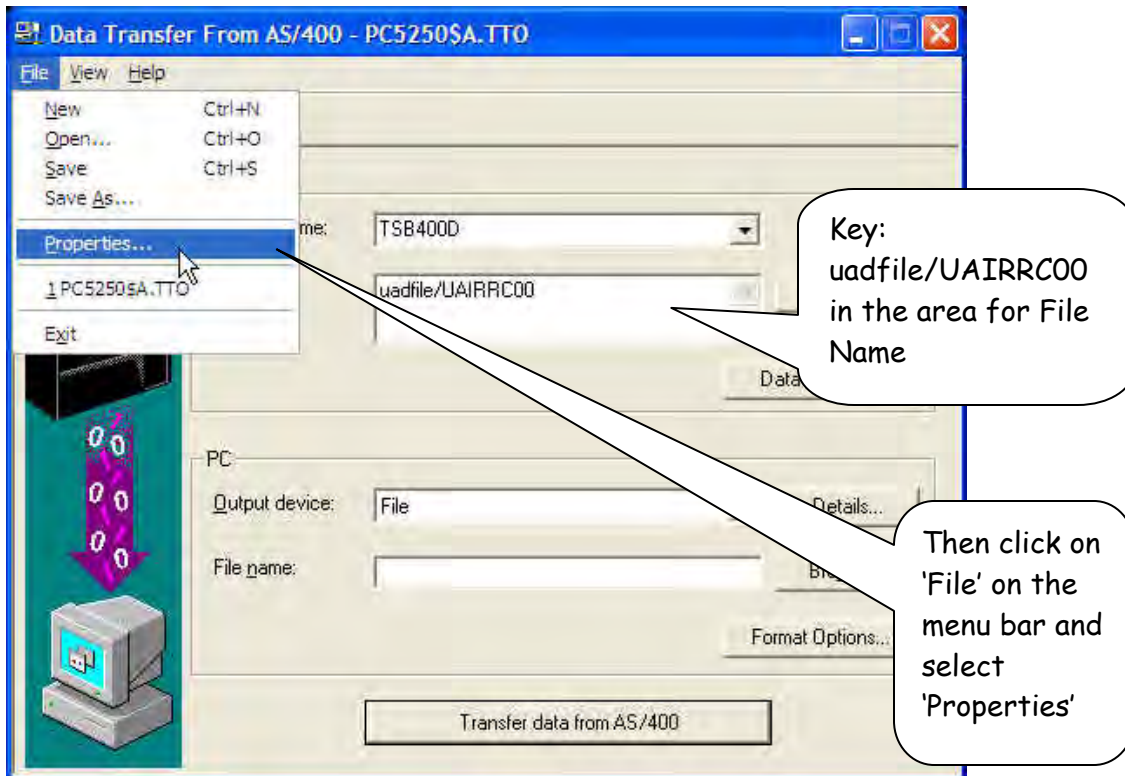 Data Transfer From AS/400 - PC5250$A.TTO
File View Help
New Ctrl+N
Open... Ctrl+O
Save Ctrl+S
Save As...
Properties...
1 PC5250$A.TTO
Exit
me: TSB400D
uadfile/UAIRRC00
Data
Key:
uadfile/UAIRRC00
in the area for File
Name
PC
Output device: File Details...
File name:
Format Options...
Transfer data from AS/400
Then click on
‘File’ on the
menu bar and
select
‘Properties’